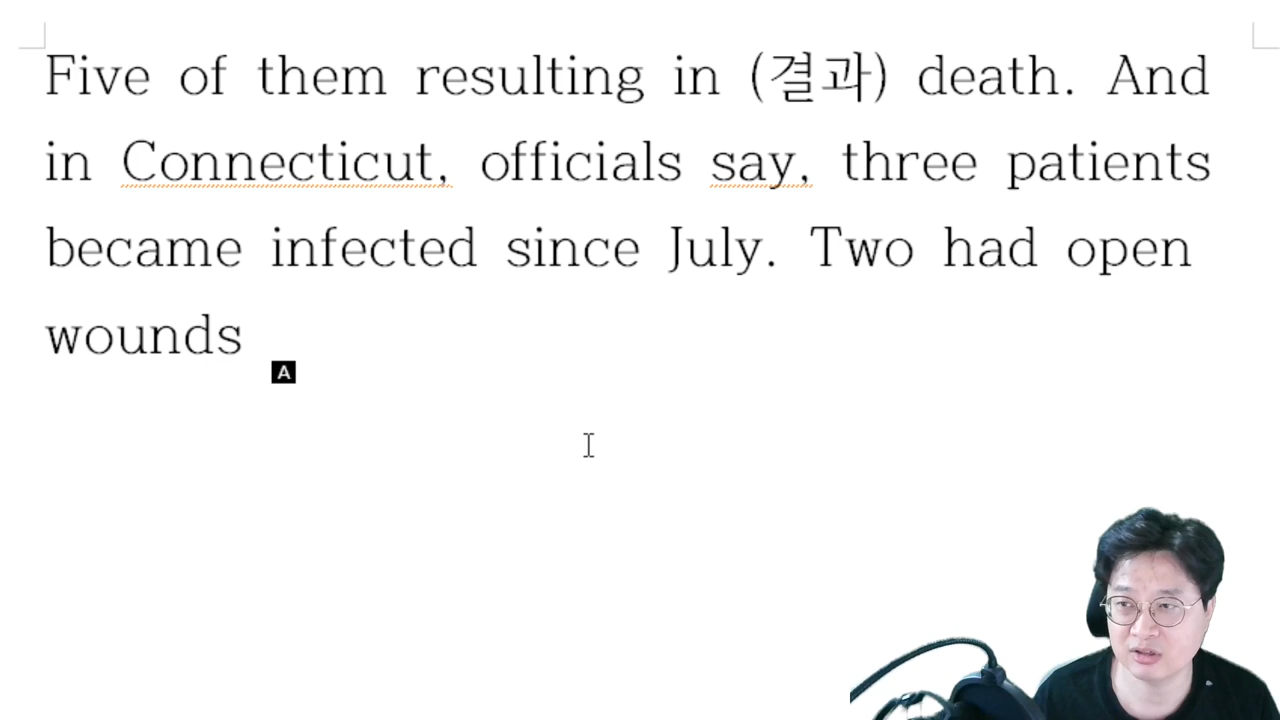 Five of them resulting in (결과) death. And
in Connecticut, officials say, three patients
became infected since July. Two had open
wounds
A